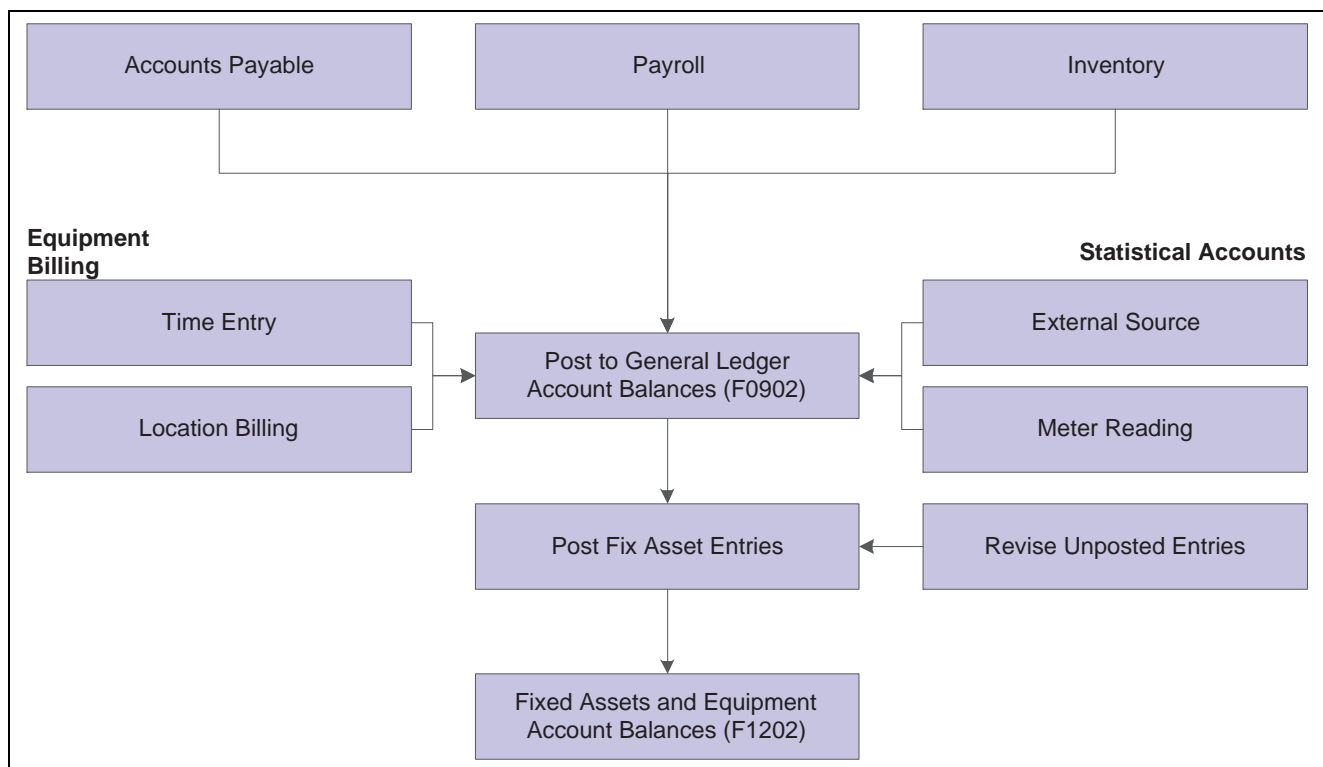 Accounts Payable
Payroll
Inventory
Equipment
Billing
Statistical Accounts
Time Entry
External Source
Post to General Ledger
Account Balances (F0902)
Location Billing
Meter Reading
Post Fix Asset Entries
Revise Unposted Entries
Fixed Assets and Equipment
Account Balances (F1202)